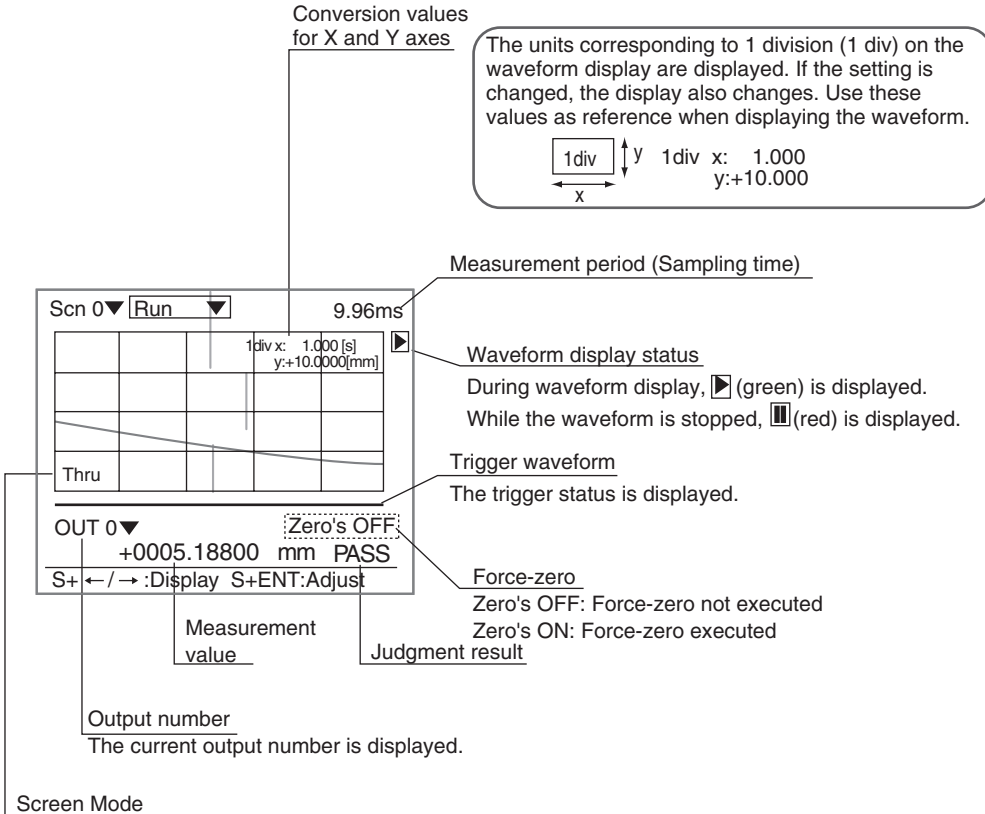 Conversion values
for X and Y axes
The units corresponding to 1 division (1 div) on the
waveform display are displayed. If the setting is
changed, the display also changes. Use these
values as reference when displaying the waveform.
1div y 1div x: 1.000
y:+10.000
x
Measurement period (Sampling time)
Scn 0▼ Run ▼ 9.96ms
1div x: 1.000 [s]
y:+10.0000[mm]
Waveform display status
During waveform display, ▶ (green) is displayed.
While the waveform is stopped, ⏸ (red) is displayed.
Thru
Trigger waveform
The trigger status is displayed.
OUT 0▼ Zero's OFF
+0005.18800 mm PASS
S+←/→:Display S+ENT:Adjust
Force-zero
Zero's OFF: Force-zero not executed
Zero's ON: Force-zero executed
Measurement
value
Judgment result
Output number
The current output number is displayed.
Screen Mode